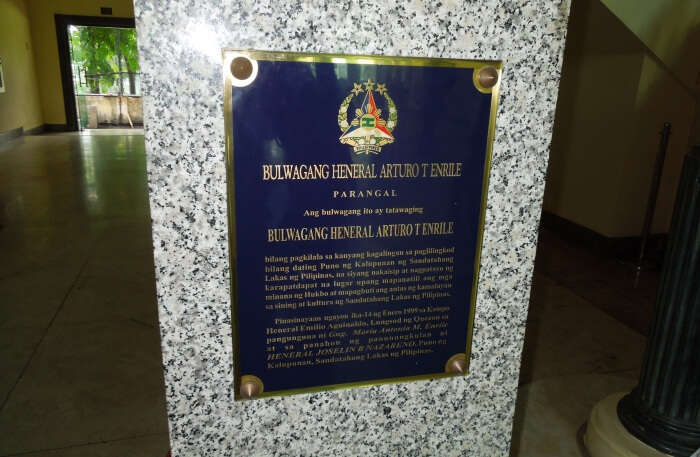 BULWAGANG HENERAL ARTURO T ENRILE
PARANGAL
Ang bulwagang ito ay tatawaging
BULWAGANG HENERAL ARTURO T ENRILE
bilang pagkilala sa kanyang kagalingan sa paglilingkod
bilang dating Puno ng Kalupunan ng Sandatahang
Lakas ng Pilipinas, na siyang nakaisip at nagpatayo ng
karapatdapat na lugar upang mapanatili ang mga
minana ng Hukbo at mapagbuti ang antas ng kamalayan
sa sining at kultura ng Sandatahang Lakas ng Pilipinas.
Pinasinayaan ngayon ika-14 ng Enero 1999 sa Kampo
Heneral Emilio Aguinaldo, Lungsod ng Quezon sa
pangunguna ni Gng. Maria Antonia M. Enrile
at sa panahon ng panunungkulan ni
HENERAL JOSELIN B NAZARENO, Puno ng
Kalupunan, Sandatahang Lakas ng Pilipinas.